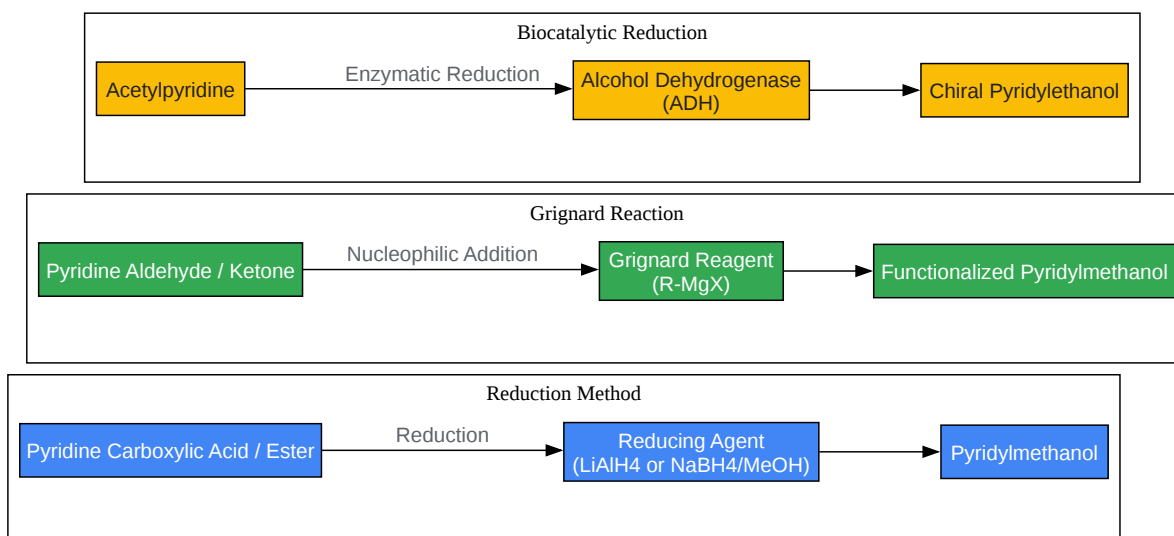 Biocatalytic Reduction
Acetylpyridine
Enzymatic Reduction
Alcohol Dehydrogenase
(ADH)
Chiral Pyridylethanol
Grignard Reaction
Pyridine Aldehyde / Ketone
Nucleophilic Addition
Grignard Reagent
(R-MgX)
Functionalized Pyridylmethanol
Reduction Method
Pyridine Carboxylic Acid / Ester
Reduction
Reducing Agent
(LiAlH4 or NaBH4/MeOH)
Pyridylmethanol